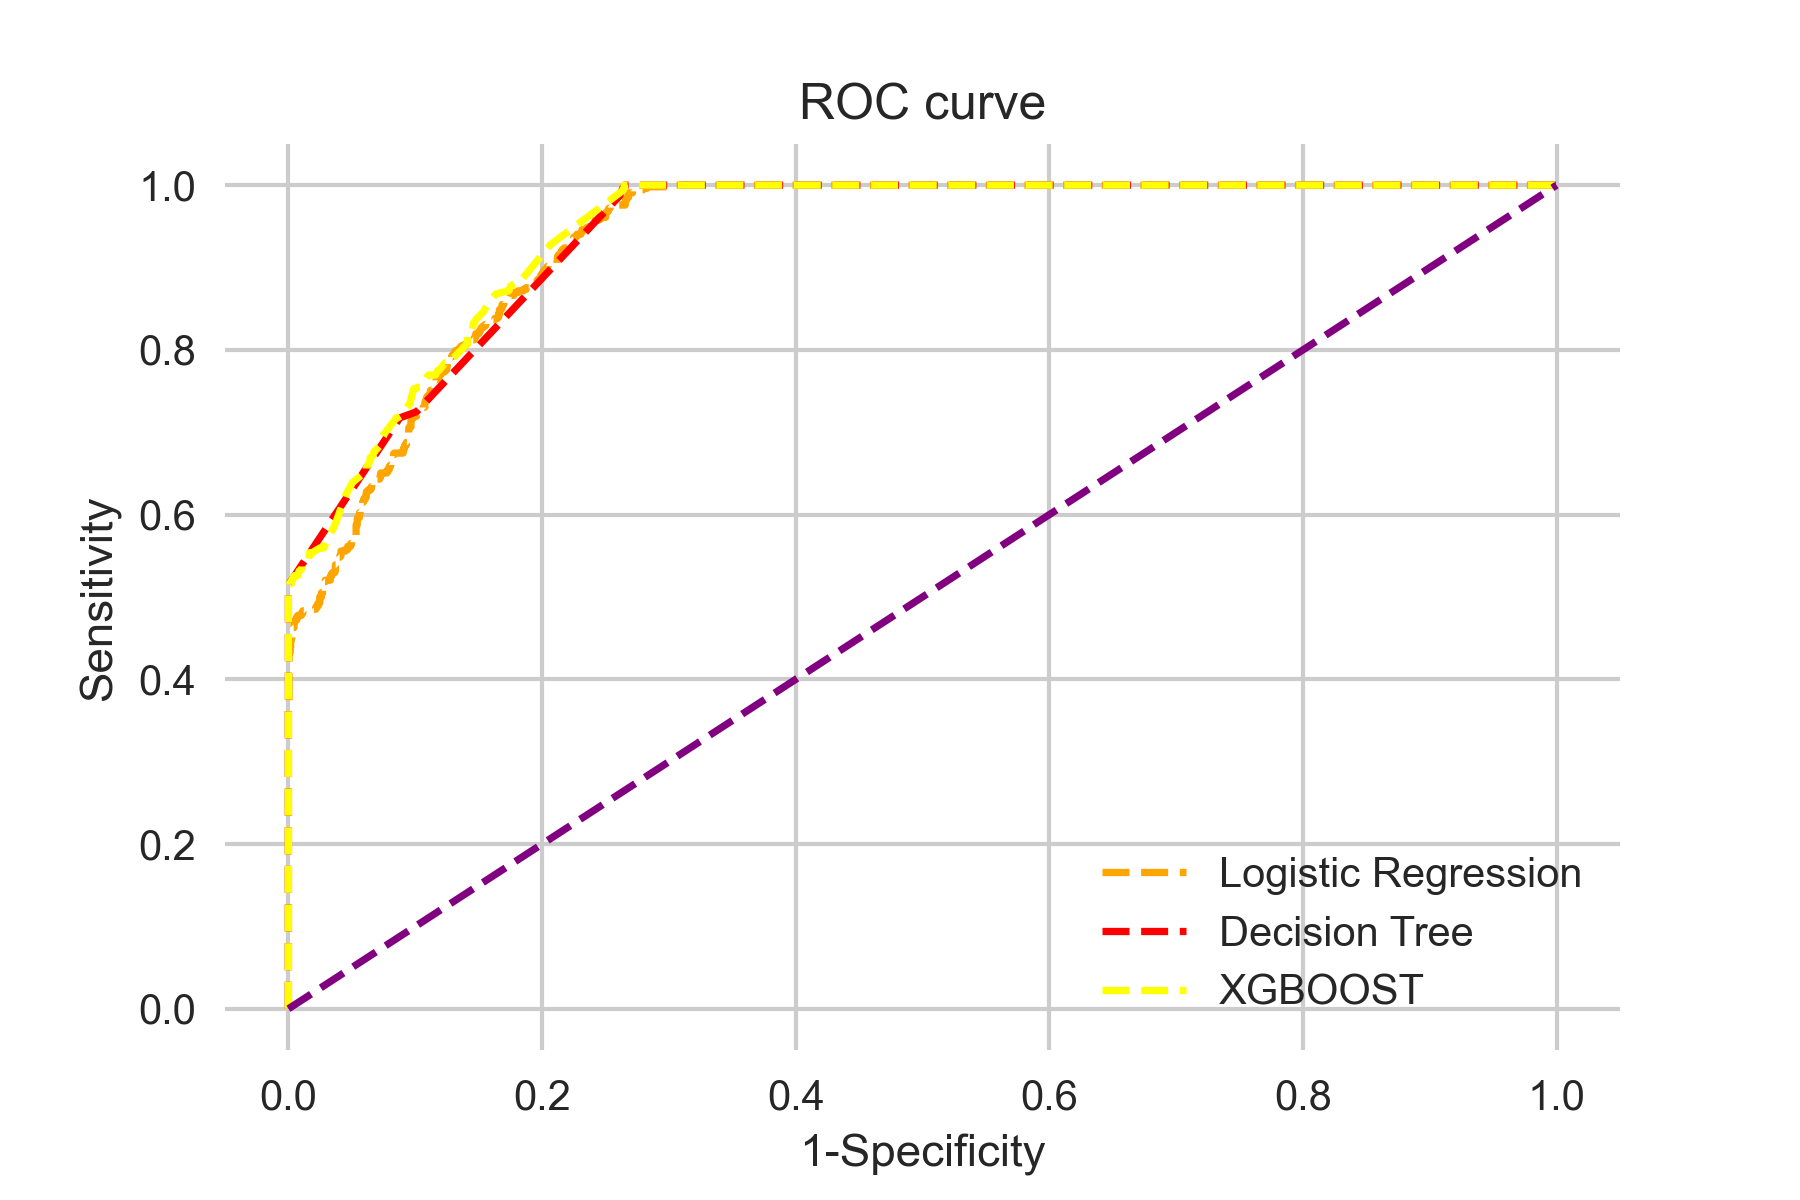 ROC curve
1.0
0.8
0.6
0.4
0.2
0.0
Sensitivity
Logistic Regression
Decision Tree
XGBOOST
0.0 0.2 0.4 0.6 0.8 1.0
1-Specificity